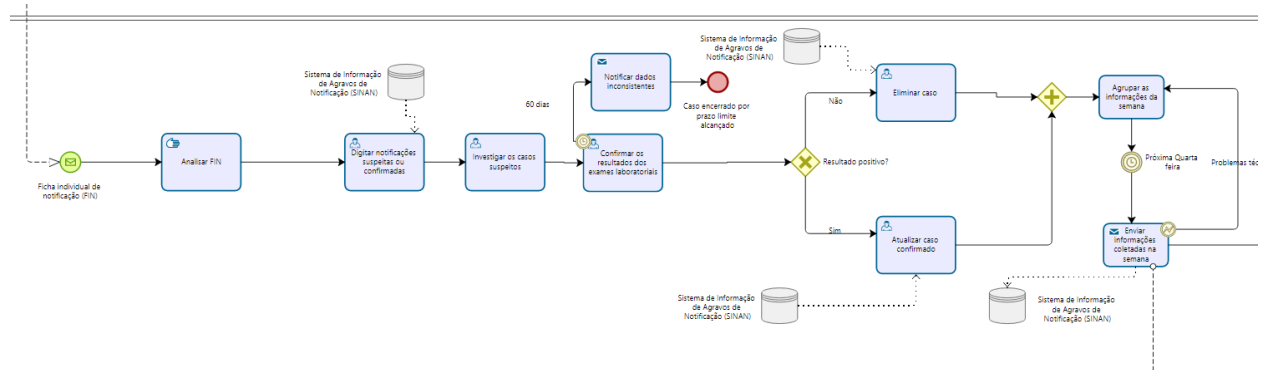 Ficha individual de
notificação (FIN)
Analisar FIN
Sistema de Informação
de Agravos de
Notificação (SINAN)
Digitar notificações
suspeitas ou
confirmadas
Investigar os casos
suspeitos
60 dias
Notificar dados
inconsistentes
Caso encerrado por
prazo limite
alcançado
Confirmar os
resultados dos
exames laboratoriais
Resultado positivo?
Não
Sistema de Informação
de Agravos de
Notificação (SINAN)
Eliminar caso
Sim
Atualizar caso
confirmado
Sistema de Informação
de Agravos de
Notificação (SINAN)
Agrupar as
informações da
semana
Próxima Quarta
feira
Problemas téc
Enviar
informações
coletadas na
semana
Sistema de Informação
de Agravos de
Notificação (SINAN)